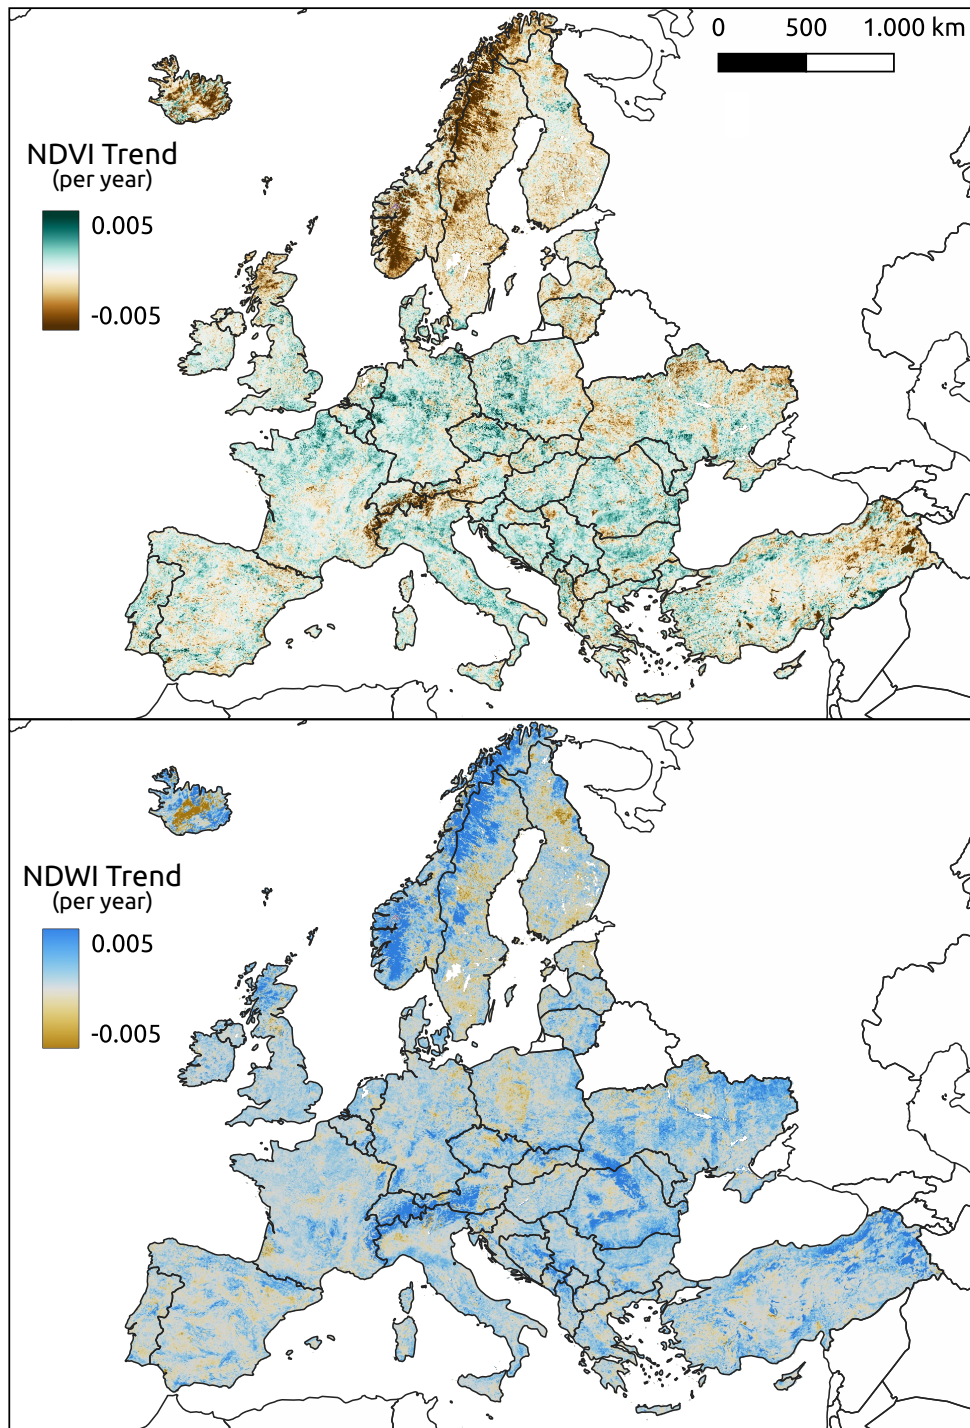 0 500 1.000 km
NDVI Trend
(per year)
0.005
-0.005
NDWI Trend
(per year)
0.005
-0.005